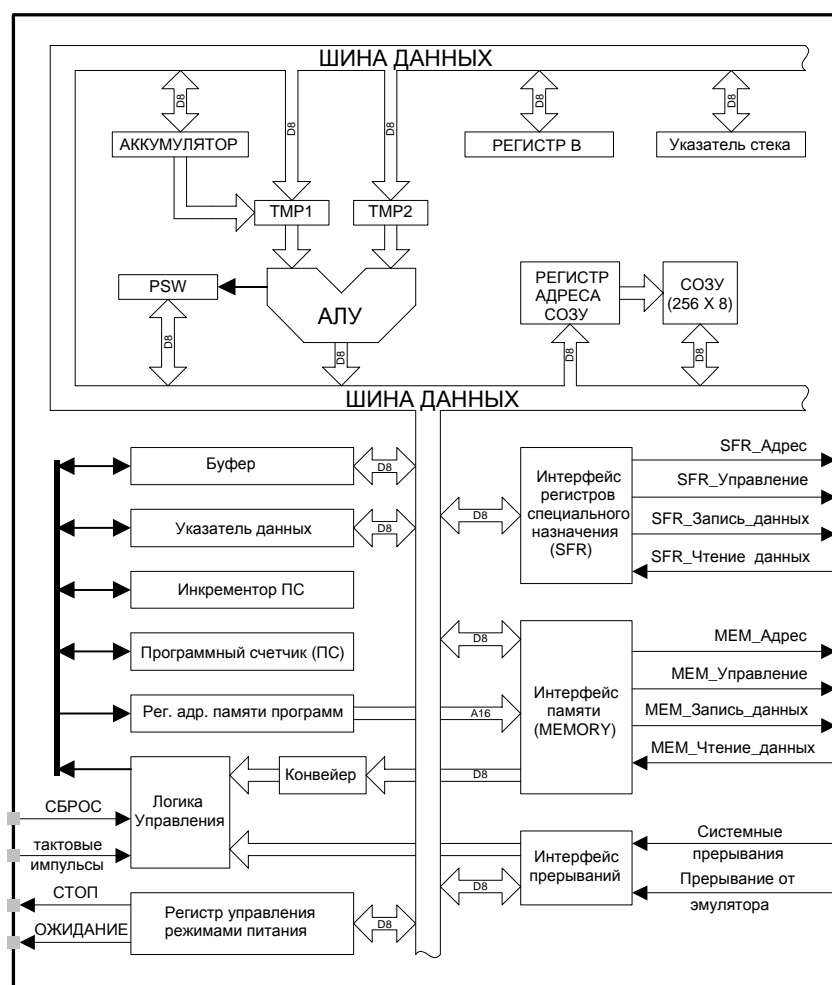 ШИНА ДАННЫХ
D8
D8
D8
D8
D8
АККУМУЛЯТОР
РЕГИСТР В
Указатель стека
TMP1
TMP2
PSW
АЛУ
РЕГИСТР
АДРЕСА
СОЗУ
СОЗУ
(256 X 8)
D8
D8
D8
D8
ШИНА ДАННЫХ
Буфер
D8
Указатель данных
D8
Инкрементор ПС
Программный счетчик (ПС)
Рег. адр. памяти программ
A16
Логика
Управления
Конвейер
D8
СБРОС
тактовые
импульсы
СТОП
ОЖИДАНИЕ
Регистр управления
режимами питания
D8
D8
Интерфейс
регистров
специального
назначения
(SFR)
SFR_Адрес
SFR_Управление
SFR_Запись_данных
SFR_Чтение данных
D8
Интерфейс
памяти
(MEMORY)
MEM_Адрес
MEM_Управление
MEM_Запись_данных
MEM_Чтение_данных
D8
Интерфейс
прерываний
Системные
прерывания
Прерывание от
эмулятора